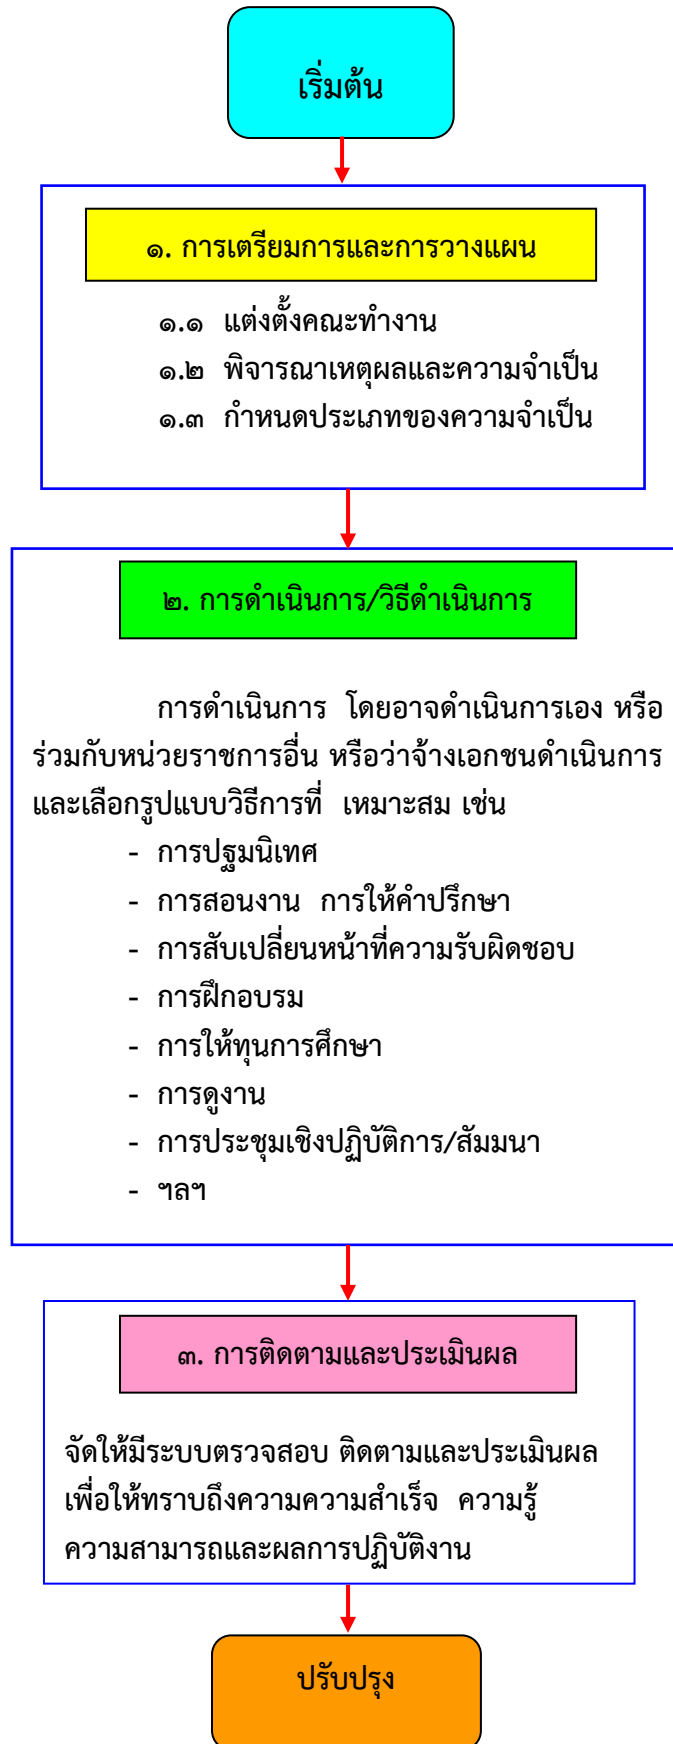 เริ่มต้น
๑. การเตรียมการและการวางแผน
๑.๑ แต่งตั้งคณะทำงาน
๑.๒ พิจารณาเหตุผลและความจำเป็น
๑.๓ กำหนดประเภทของความจำเป็น
๒. การดำเนินการ/วิธีดำเนินการ
การดำเนินการ โดยอาจดำเนินการเอง หรือ
ร่วมกับหน่วยราชการอื่น หรือว่าจ้างเอกชนดำเนินการ
และเลือกรูปแบบวิธีการที่ เหมาะสม เช่น
- การปฐมนิเทศ
- การสอนงาน การให้คำปรึกษา
- การสับเปลี่ยนหน้าที่ความรับผิดชอบ
- การฝึกอบรม
- การให้ทุนการศึกษา
- การดูงาน
- การประชุมเชิงปฏิบัติการ/สัมมนา
- ฯลฯ
๓. การติดตามและประเมินผล
จัดให้มีระบบตรวจสอบ ติดตามและประเมินผล
เพื่อให้ทราบถึงความความสำเร็จ ความรู้
ความสามารถและผลการปฏิบัติงาน
ปรับปรุง